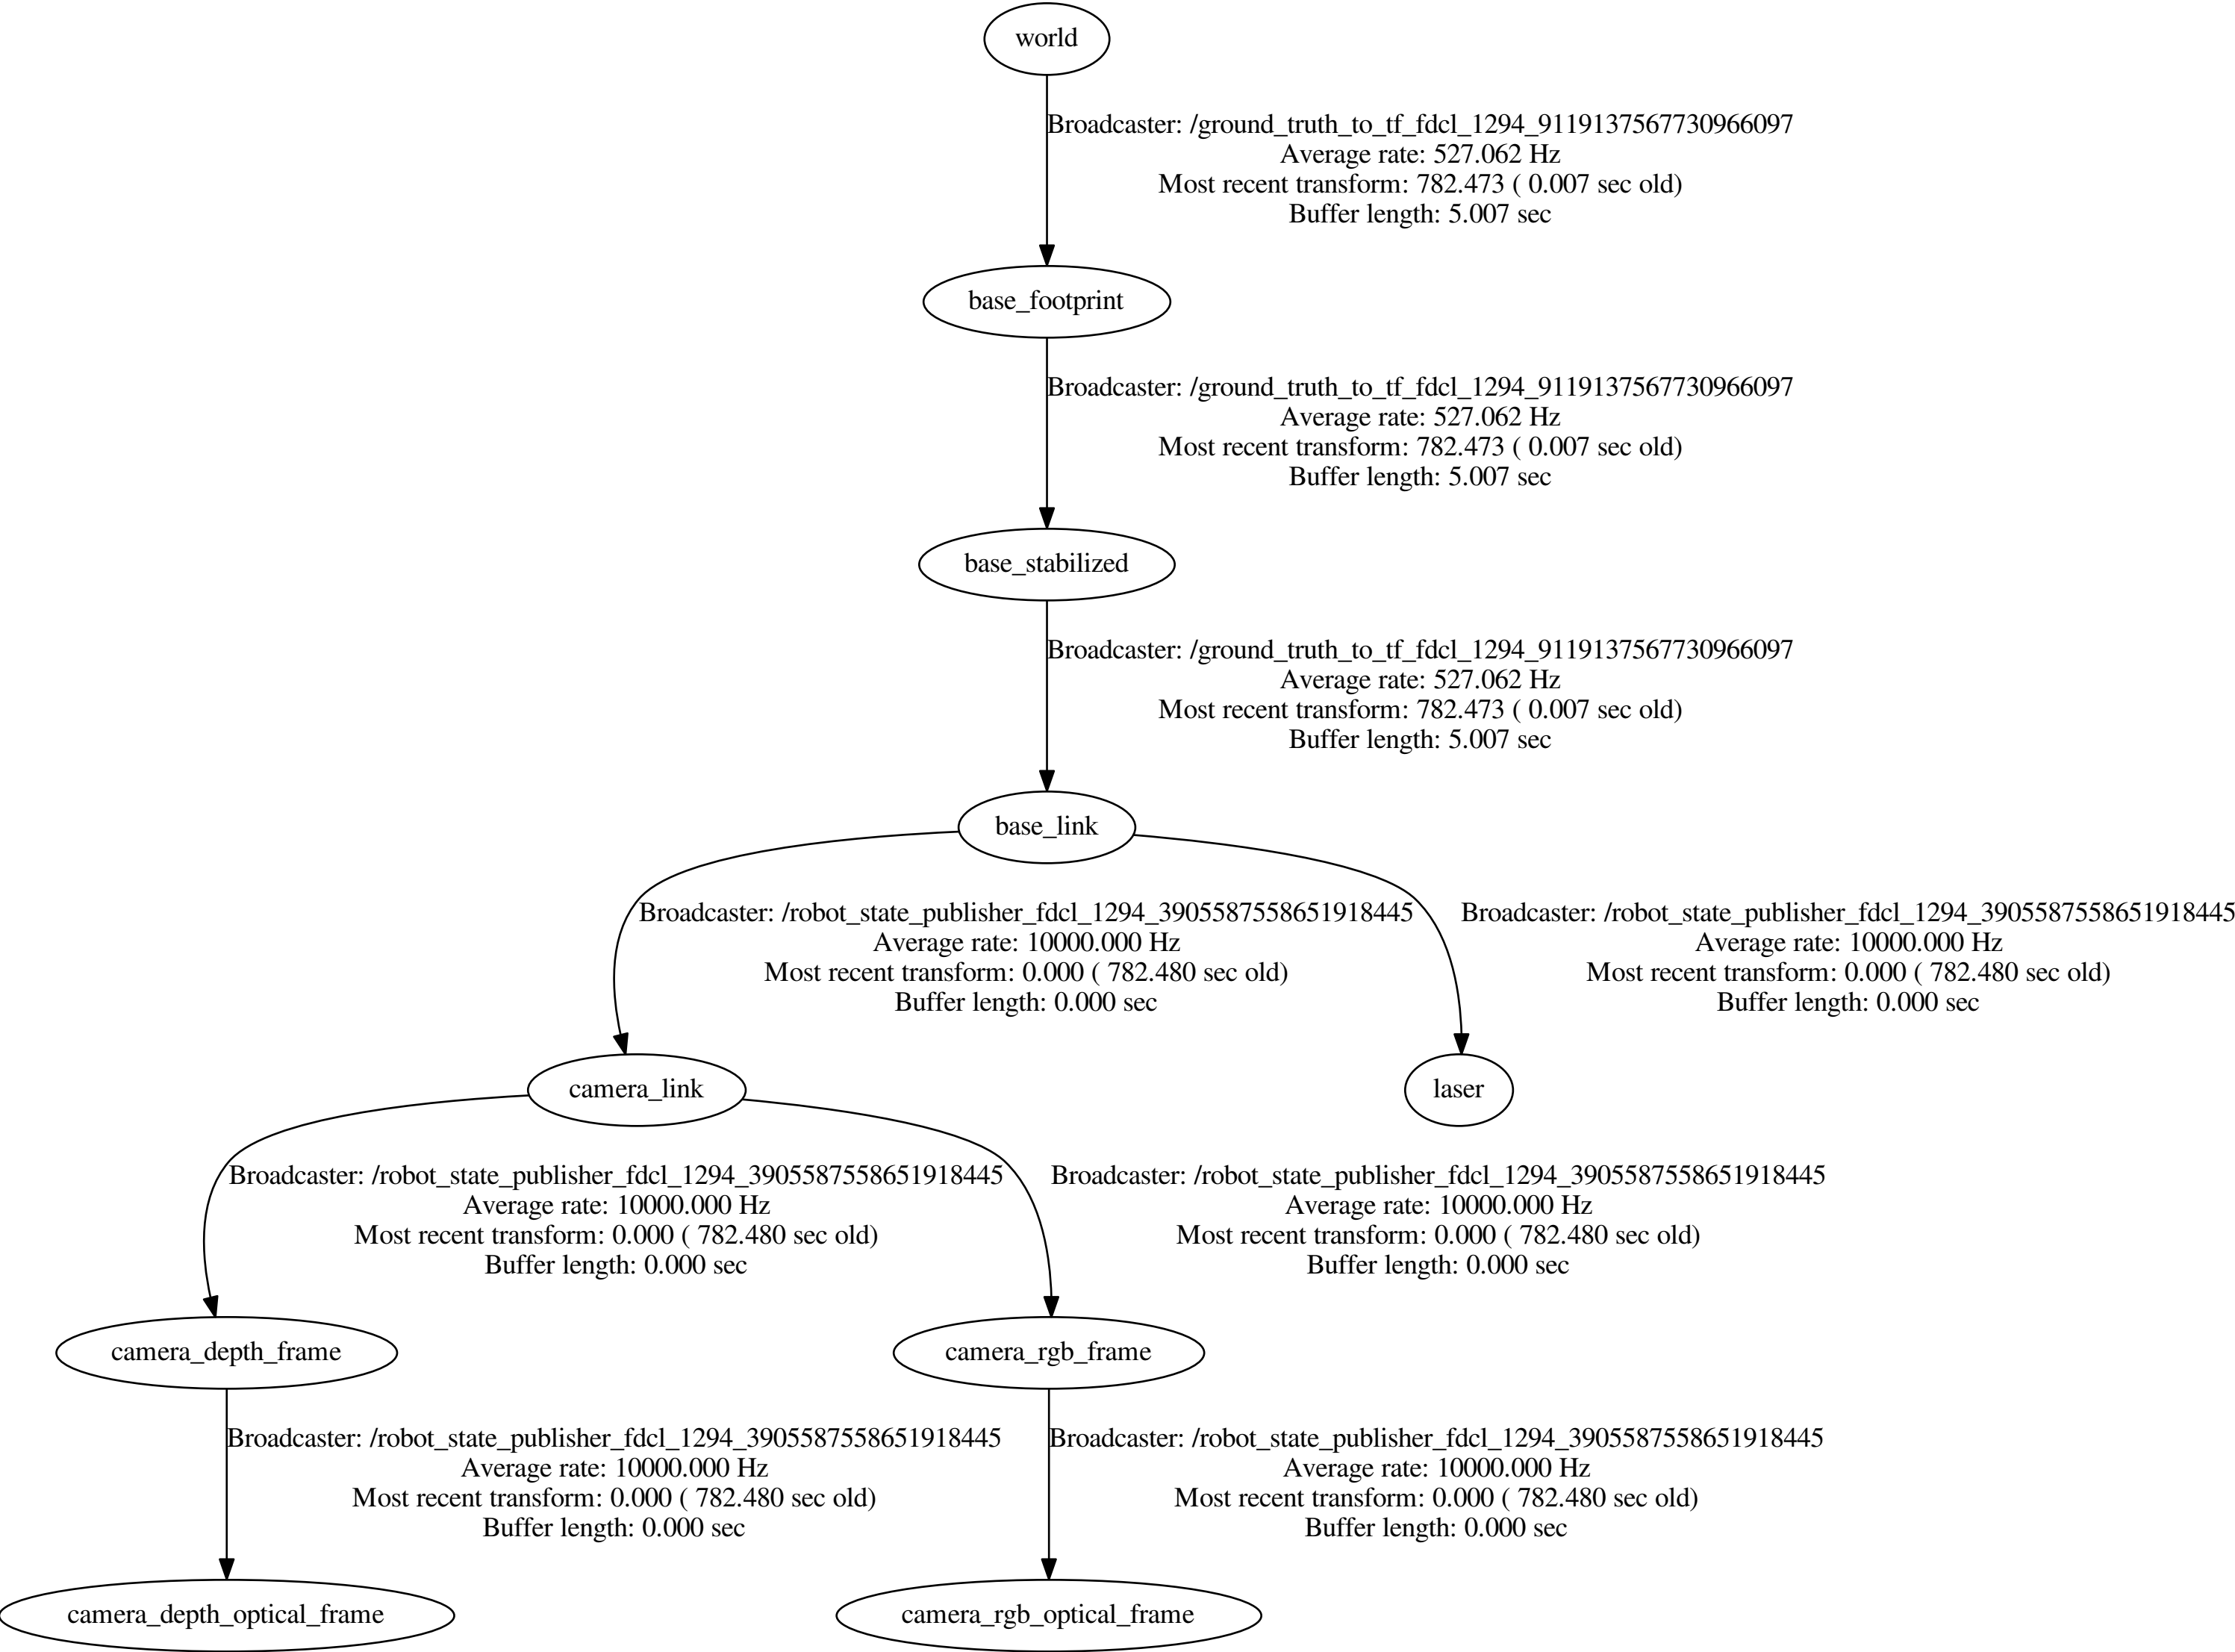 world
Broadcaster: /ground_truth_to_tf_fdcl_1294_9119137567730966097
Average rate: 527.062 Hz
Most recent transform: 782.473 ( 0.007 sec old)
Buffer length: 5.007 sec
base_footprint
Broadcaster: /ground_truth_to_tf_fdcl_1294_9119137567730966097
Average rate: 527.062 Hz
Most recent transform: 782.473 ( 0.007 sec old)
Buffer length: 5.007 sec
base_stabilized
Broadcaster: /ground_truth_to_tf_fdcl_1294_9119137567730966097
Average rate: 527.062 Hz
Most recent transform: 782.473 ( 0.007 sec old)
Buffer length: 5.007 sec
base_link
Broadcaster: /robot_state_publisher_fdcl_1294_3905587558651918445
Average rate: 10000.000 Hz
Most recent transform: 0.000 ( 782.480 sec old)
Buffer length: 0.000 sec
Broadcaster: /robot_state_publisher_fdcl_1294_3905587558651918445
Average rate: 10000.000 Hz
Most recent transform: 0.000 ( 782.480 sec old)
Buffer length: 0.000 sec
camera_link
laser
Broadcaster: /robot_state_publisher_fdcl_1294_3905587558651918445
Average rate: 10000.000 Hz
Most recent transform: 0.000 ( 782.480 sec old)
Buffer length: 0.000 sec
Broadcaster: /robot_state_publisher_fdcl_1294_3905587558651918445
Average rate: 10000.000 Hz
Most recent transform: 0.000 ( 782.480 sec old)
Buffer length: 0.000 sec
camera_depth_frame
camera_rgb_frame
Broadcaster: /robot_state_publisher_fdcl_1294_3905587558651918445
Average rate: 10000.000 Hz
Most recent transform: 0.000 ( 782.480 sec old)
Buffer length: 0.000 sec
Broadcaster: /robot_state_publisher_fdcl_1294_3905587558651918445
Average rate: 10000.000 Hz
Most recent transform: 0.000 ( 782.480 sec old)
Buffer length: 0.000 sec
camera_depth_optical_frame
camera_rgb_optical_frame